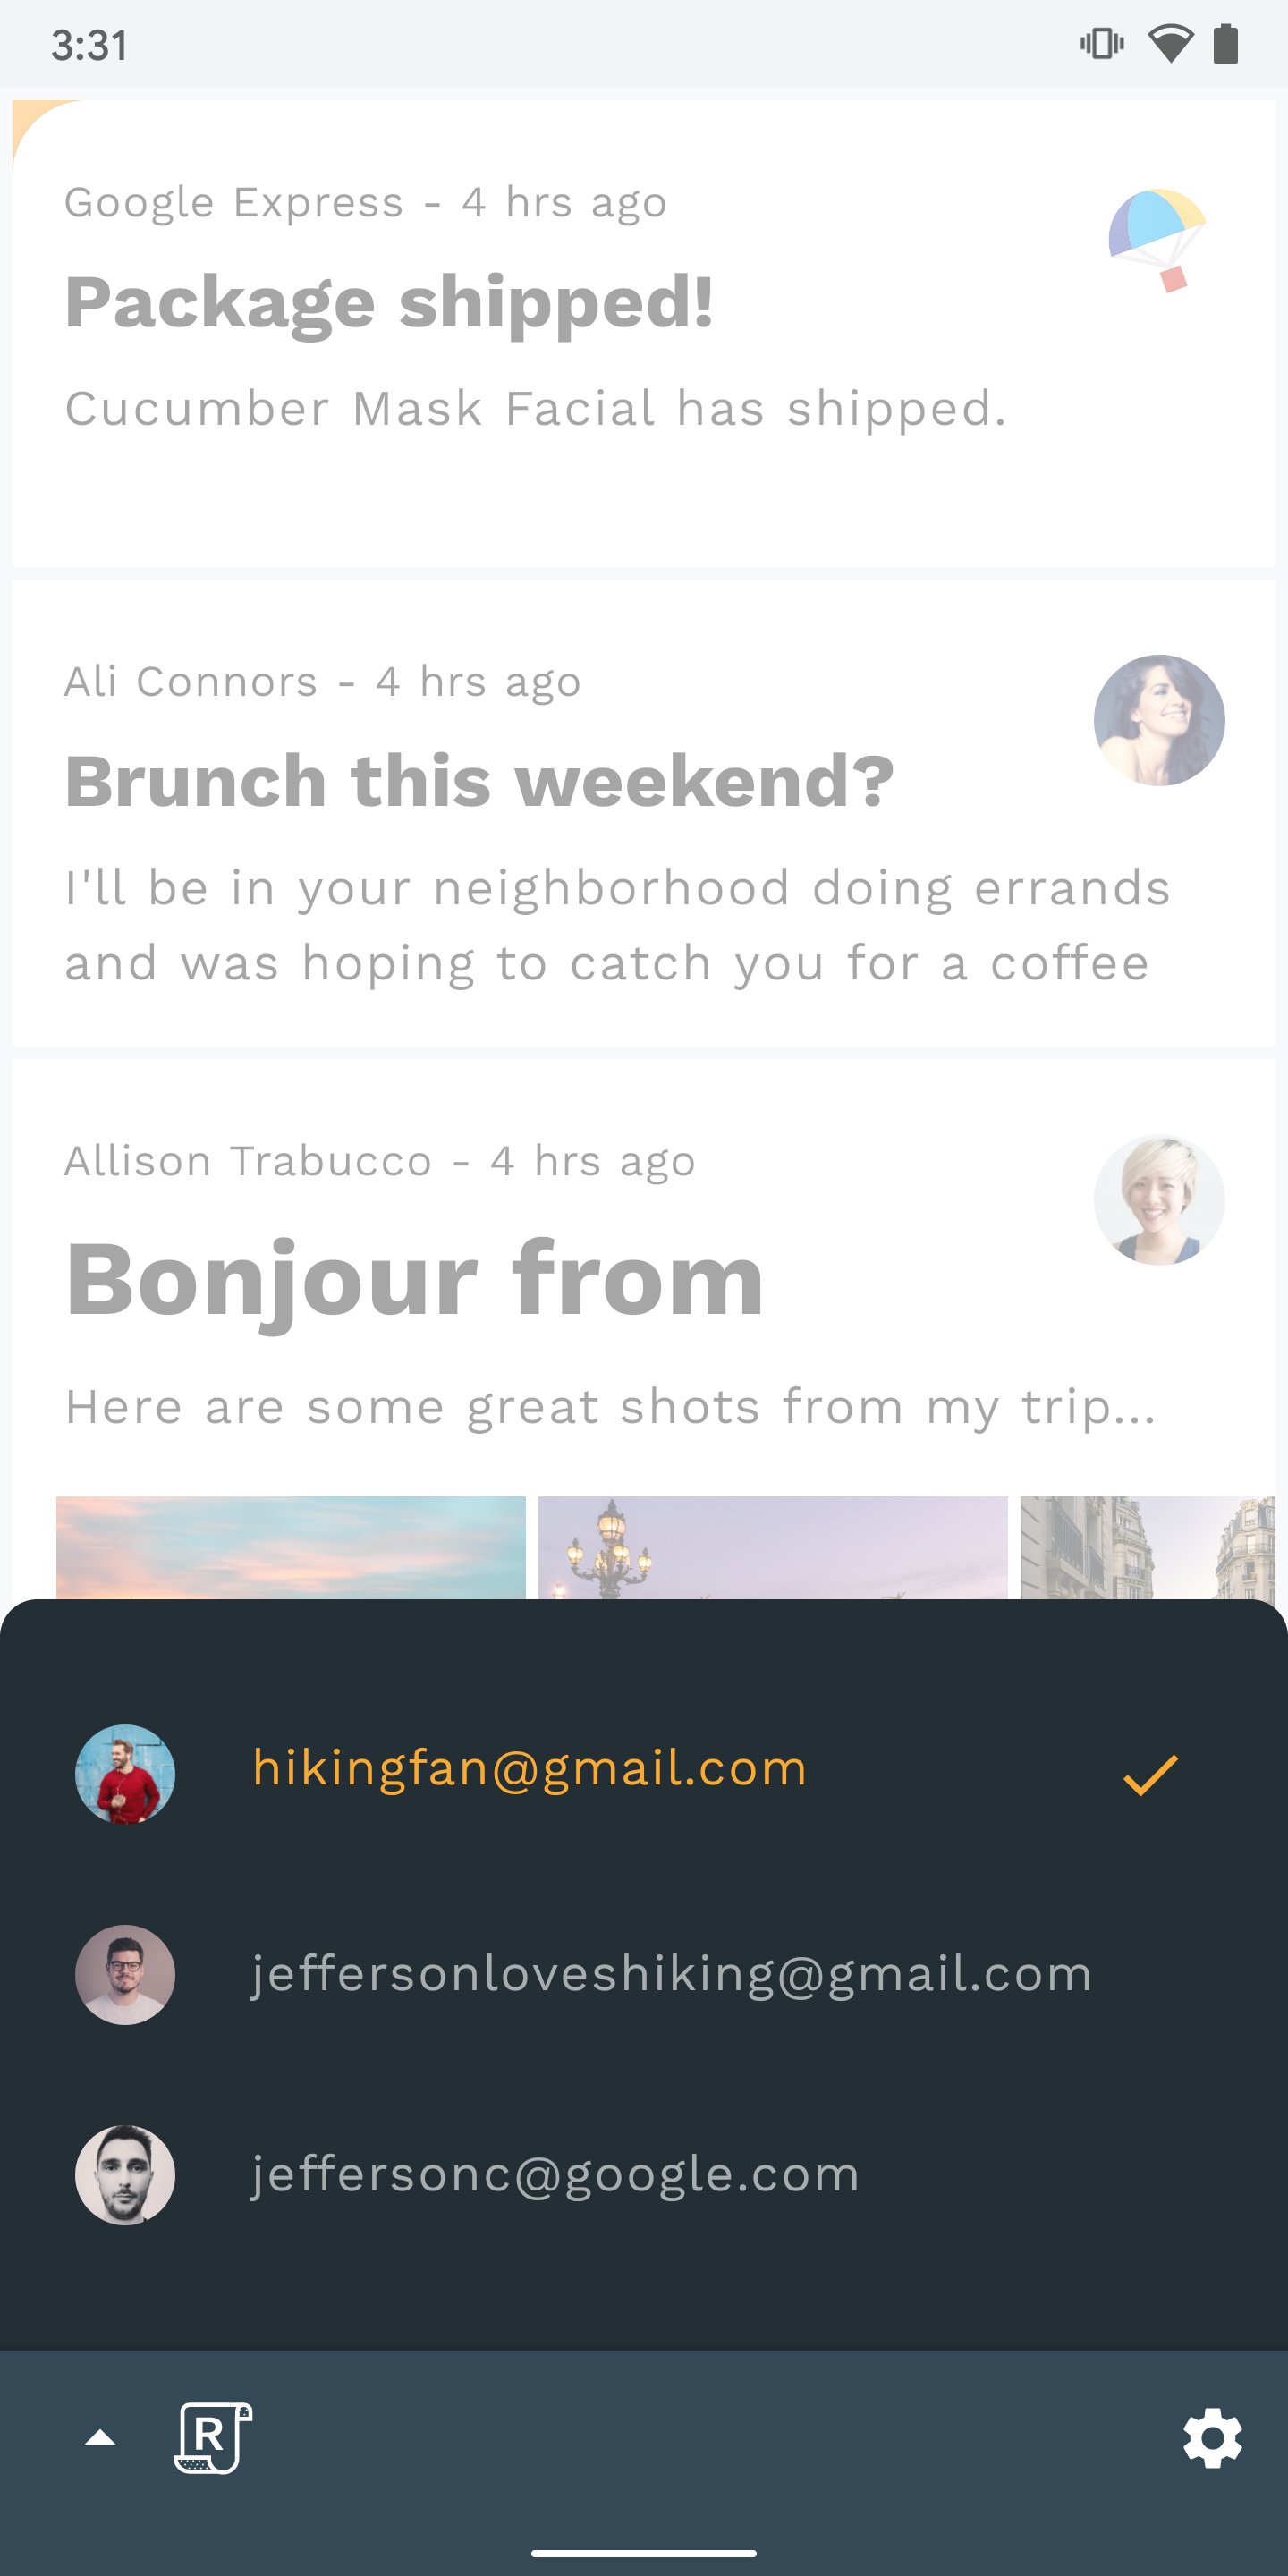 3:31
Google Express - 4 hrs ago
Package shipped!
Cucumber Mask Facial has shipped.
Ali Connors - 4 hrs ago
Brunch this weekend?
I'll be in your neighborhood doing errands
and was hoping to catch you for a coffee
Allison Trabucco - 4 hrs ago
Bonjour from
Here are some great shots from my trip...
hikingfan@gmail.com
jeffersonloveshiking@gmail.com
jeffersonc@google.com
R